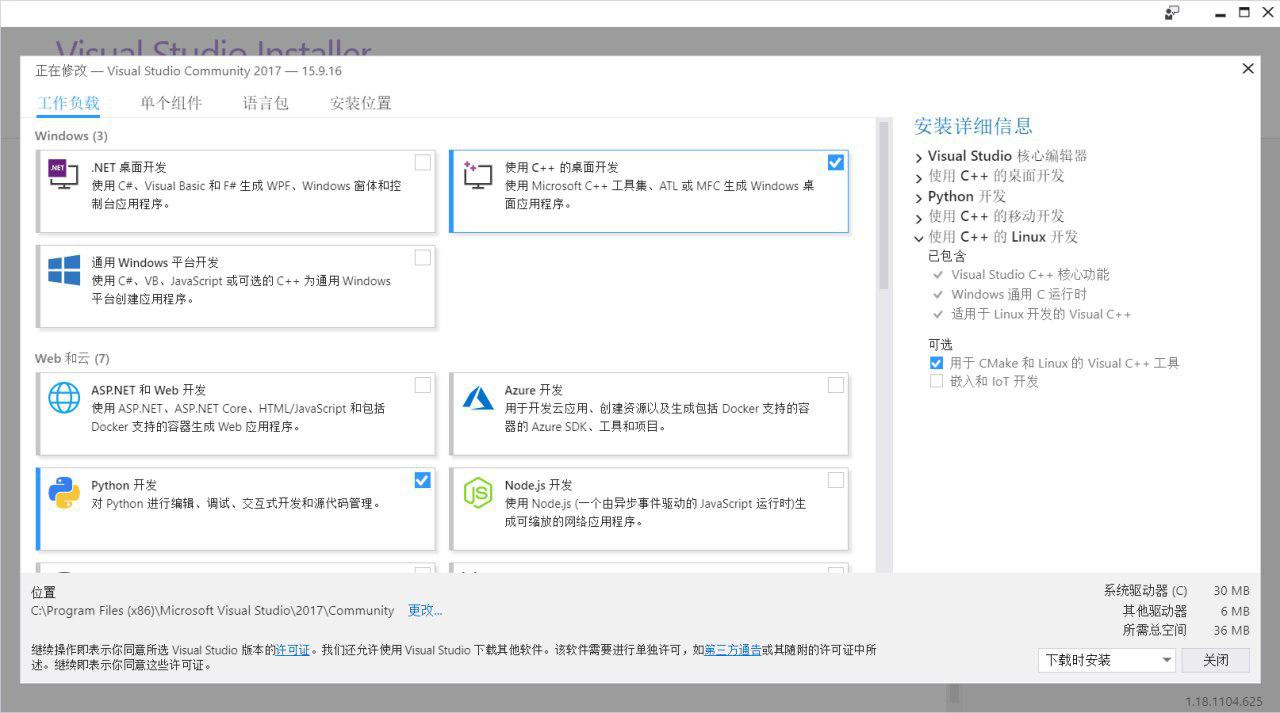 Visual Studio Installer
正在修改 — Visual Studio Community 2017 — 15.9.16
工作负载 单个组件 语言包 安装位置
Windows (3)
.NET
.NET 桌面开发
使用 C#、Visual Basic 和 F# 生成 WPF、Windows 窗体和控
制台应用程序。
使用 C++ 的桌面开发
使用 Microsoft C++ 工具集、ATL 或 MFC 生成 Windows 桌
面应用程序。
通用 Windows 平台开发
使用 C#、VB、JavaScript 或可选的 C++ 为通用 Windows
平台创建应用程序。
Web 和云 (7)
ASP.NET 和 Web 开发
使用 ASP.NET、ASP.NET Core、HTML/JavaScript 和包括
Docker 支持的容器生成 Web 应用程序。
Azure 开发
用于开发云应用、创建资源以及生成包括 Docker 支持的容
器的 Azure SDK、工具和项目。
Python 开发
对 Python 进行编辑、调试、交互式开发和源代码管理。
JS
Node.js 开发
使用 Node.js (一个由异步事件驱动的 JavaScript 运行时)生
成可缩放的网络应用程序。
安装详细信息
Visual Studio 核心编辑器
使用 C++ 的桌面开发
Python 开发
使用 C++ 的移动开发
使用 C++ 的 Linux 开发
已包含
Visual Studio C++ 核心功能
Windows 通用 C 运行时
适用于 Linux 开发的 Visual C++
可选
用于 CMake 和 Linux 的 Visual C++ 工具
嵌入和 IoT 开发
位置
C:\Program Files (x86)\Microsoft Visual Studio\2017\Community 更改...
继续操作即表示你同意所选 Visual Studio 版本的许可证。我们还允许使用 Visual Studio 下载其他软件。该软件需要进行单独许可，如第三方通告或其随附的许可证中所
述。继续即表示你同意这些许可证。
系统驱动器 (C) 30 MB
其他驱动器 6 MB
所需总空间 36 MB
下载时安装 关闭
1.18.1104.625